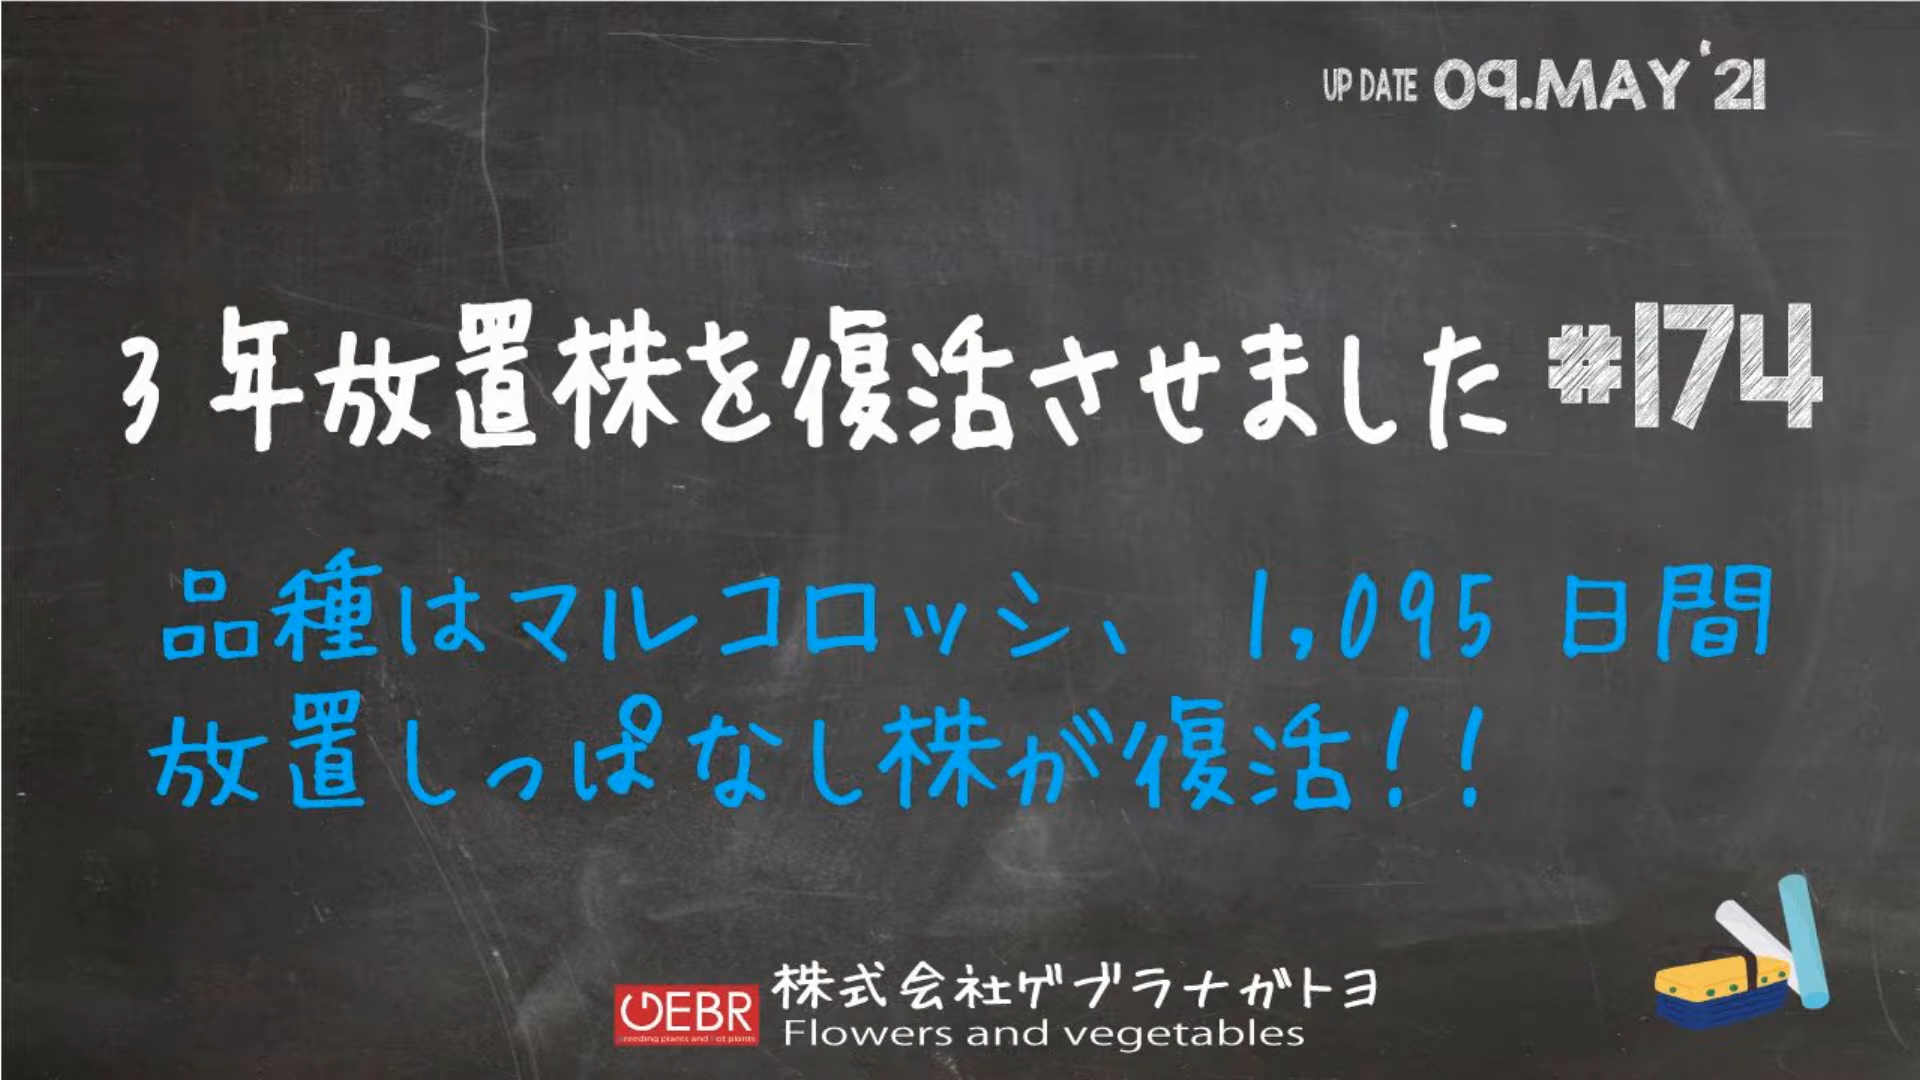 UP DATE 09.MAY '21
3年放置株を復活させました #174
品種はマルコロッシ、1,095日間
放置しっぱなし株が復活!!
GEBR
株式会社ゲブラナガトヨ
Flowers and vegetables